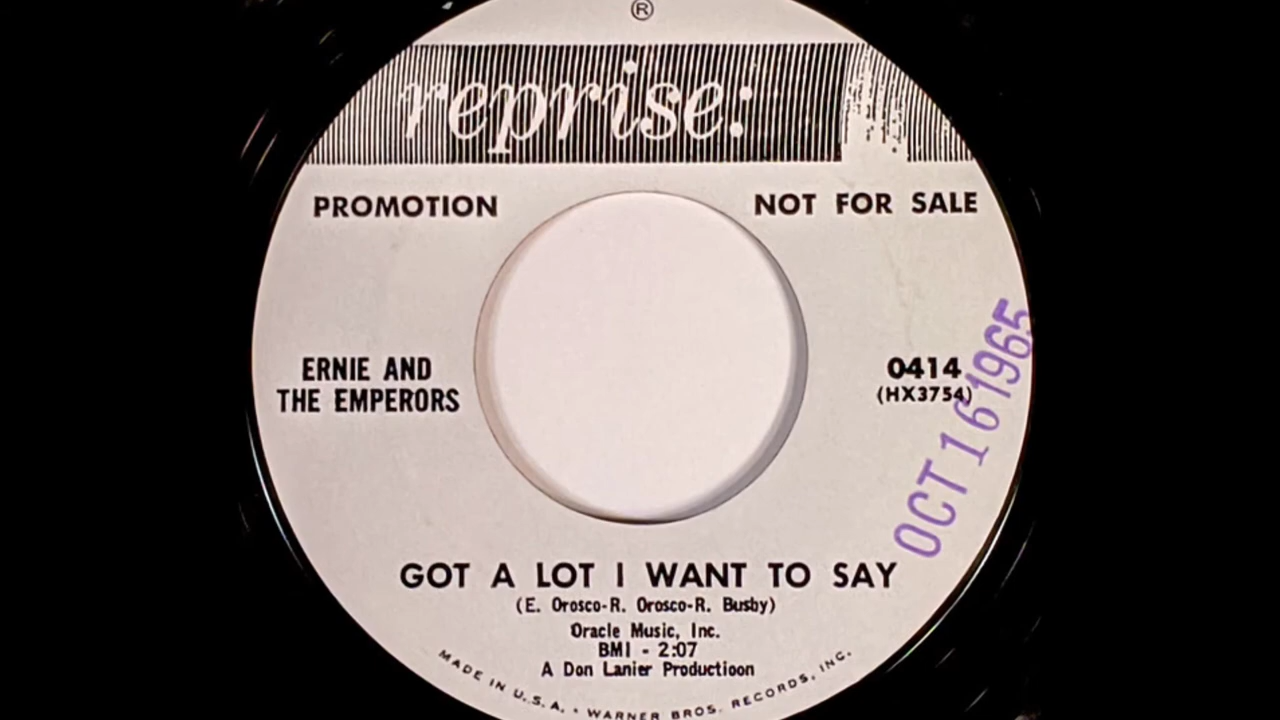 ®
reprise:
PROMOTION
NOT FOR SALE
ERNIE AND
THE EMPERORS
0414
(HX3754)
OCT 16 1965
GOT A LOT I WANT TO SAY
(E. Orosco-R. Orosco-R. Busby)
Oracle Music, Inc.
BMI - 2:07
A Don Lanier Productioon
MADE IN U.S.A. • WARNER BROS. RECORDS, INC.